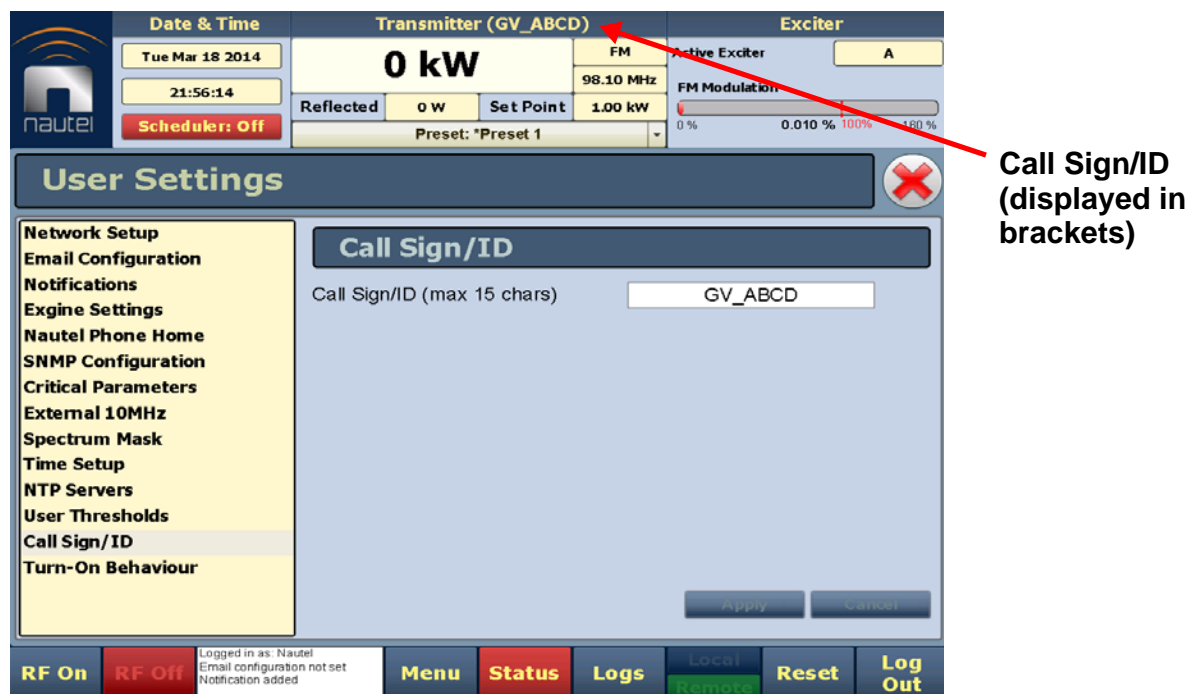 nautel
Date & Time
Tue Mar 18 2014
21:56:14
Scheduler: Off
Transmitter (GV_ABCD)
0 kW
FM
98.10 MHz
Reflected 0 W Set Point 1.00 kW
Preset: *Preset 1
Exciter
Active Exciter A
FM Modulation
0 % 0.010 % 100% 160 %
Call Sign/ID
(displayed in
brackets)
User Settings
Network Setup
Email Configuration
Notifications
Exgine Settings
Nautel Phone Home
SNMP Configuration
Critical Parameters
External 10MHz
Spectrum Mask
Time Setup
NTP Servers
User Thresholds
Call Sign/ID
Turn-On Behaviour
Call Sign/ID
Call Sign/ID (max 15 chars) GV_ABCD
Apply Cancel
RF On RF Off
Logged in as: Nautel
Email configuration not set
Notification added
Menu Status Logs
Local
Remote
Reset
Log
Out